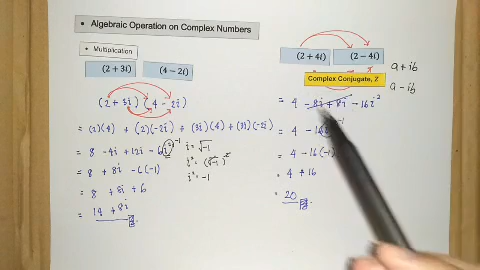 ▪ Algebraic Operation on Complex Numbers
▪ Multiplication
(2 + 3i) (4 – 2i)
(2 + 3i) (4 – 2i)
= (2)(4) + (2)(-2i) + (3i)(4) + (3i)(-2i)
= 8 - 4i + 12i - 6i² -1
= 8 + 8i - 6(-1)
= 8 + 8i + 6
= 14 + 8i
i = √-1
i² = (√-1)²
i² = -1
(2 + 4i) (2 – 4i)
Complex Conjugate, Z
a + ib
a - ib
= 4 - 8i + 8i - 16i²
= 4 - 16 -1
= 4 - 16(-1)
= 4 + 16
= 20